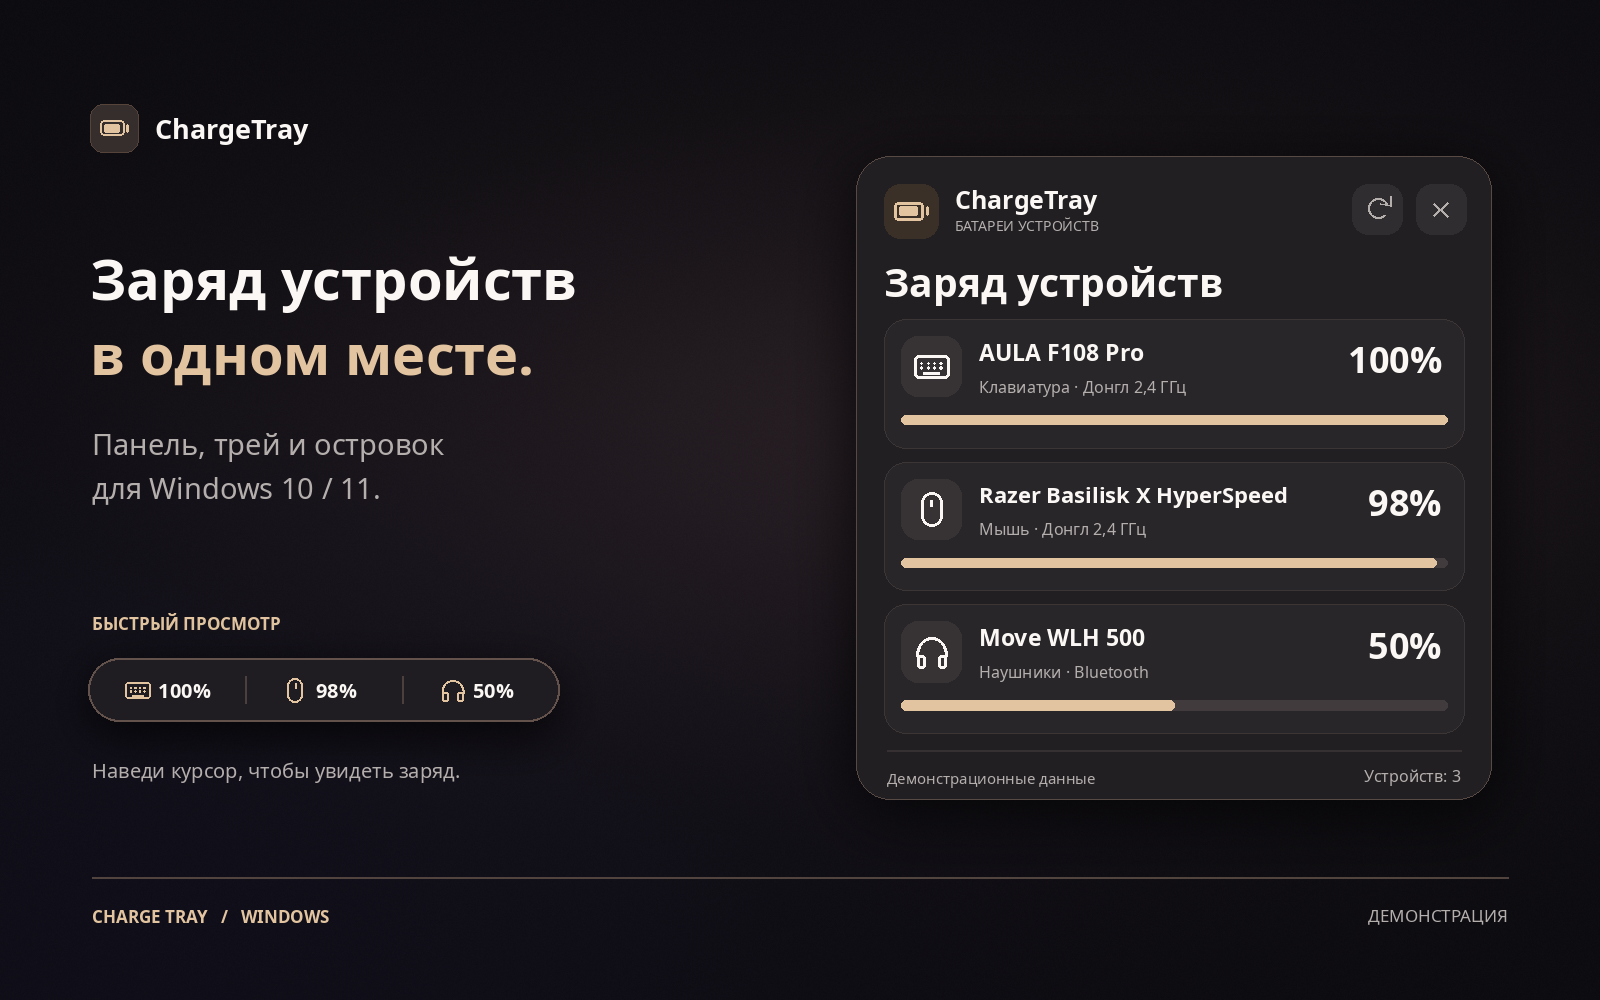 ChargeTray
Заряд устройств
в одном месте.
Панель, трей и островок
для Windows 10 / 11.
БЫСТРЫЙ ПРОСМОТР
100%
98%
50%
Наведи курсор, чтобы увидеть заряд.
ChargeTray
БАТАРЕИ УСТРОЙСТВ
Заряд устройств
AULA F108 Pro
100%
Клавиатура · Донгл 2,4 ГГц
Razer Basilisk X HyperSpeed
98%
Мышь · Донгл 2,4 ГГц
Move WLH 500
50%
Наушники · Bluetooth
Демонстрационные данные
Устройств: 3
CHARGE TRAY / WINDOWS
ДЕМОНСТРАЦИЯ